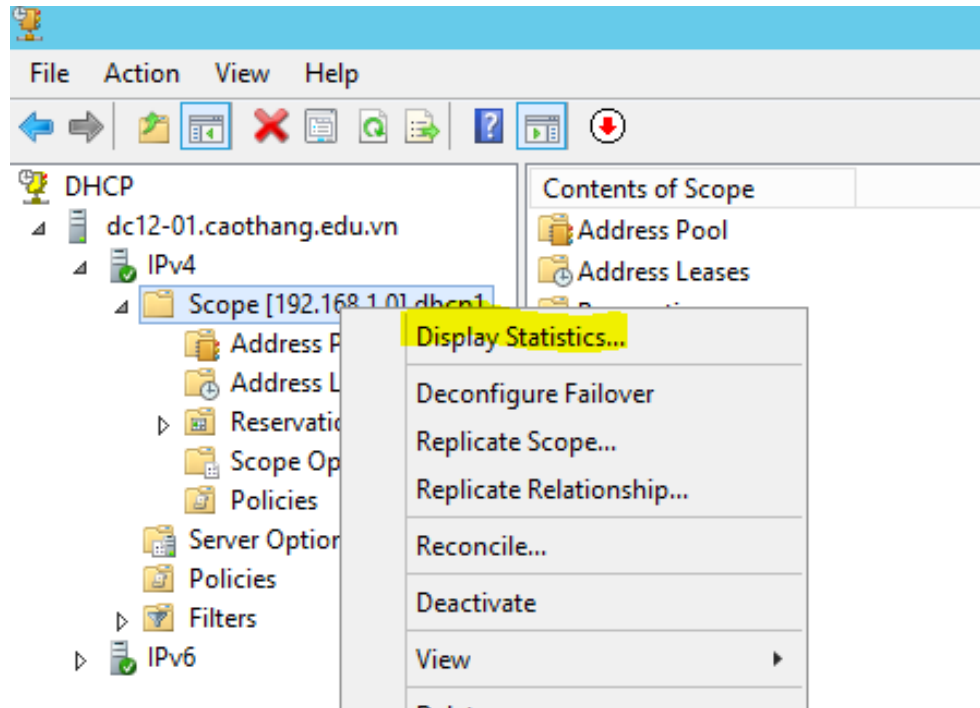 File Action View Help
DHCP
dc12-01.caothang.edu.vn
IPv4
Scope [192.168.1.0] dhcp1
Address P
Address L
Reservatio
Scope Op
Policies
Server Option
Policies
Filters
IPv6
Contents of Scope
Address Pool
Address Leases
Display Statistics...
Deconfigure Failover
Replicate Scope...
Replicate Relationship...
Reconcile...
Deactivate
View